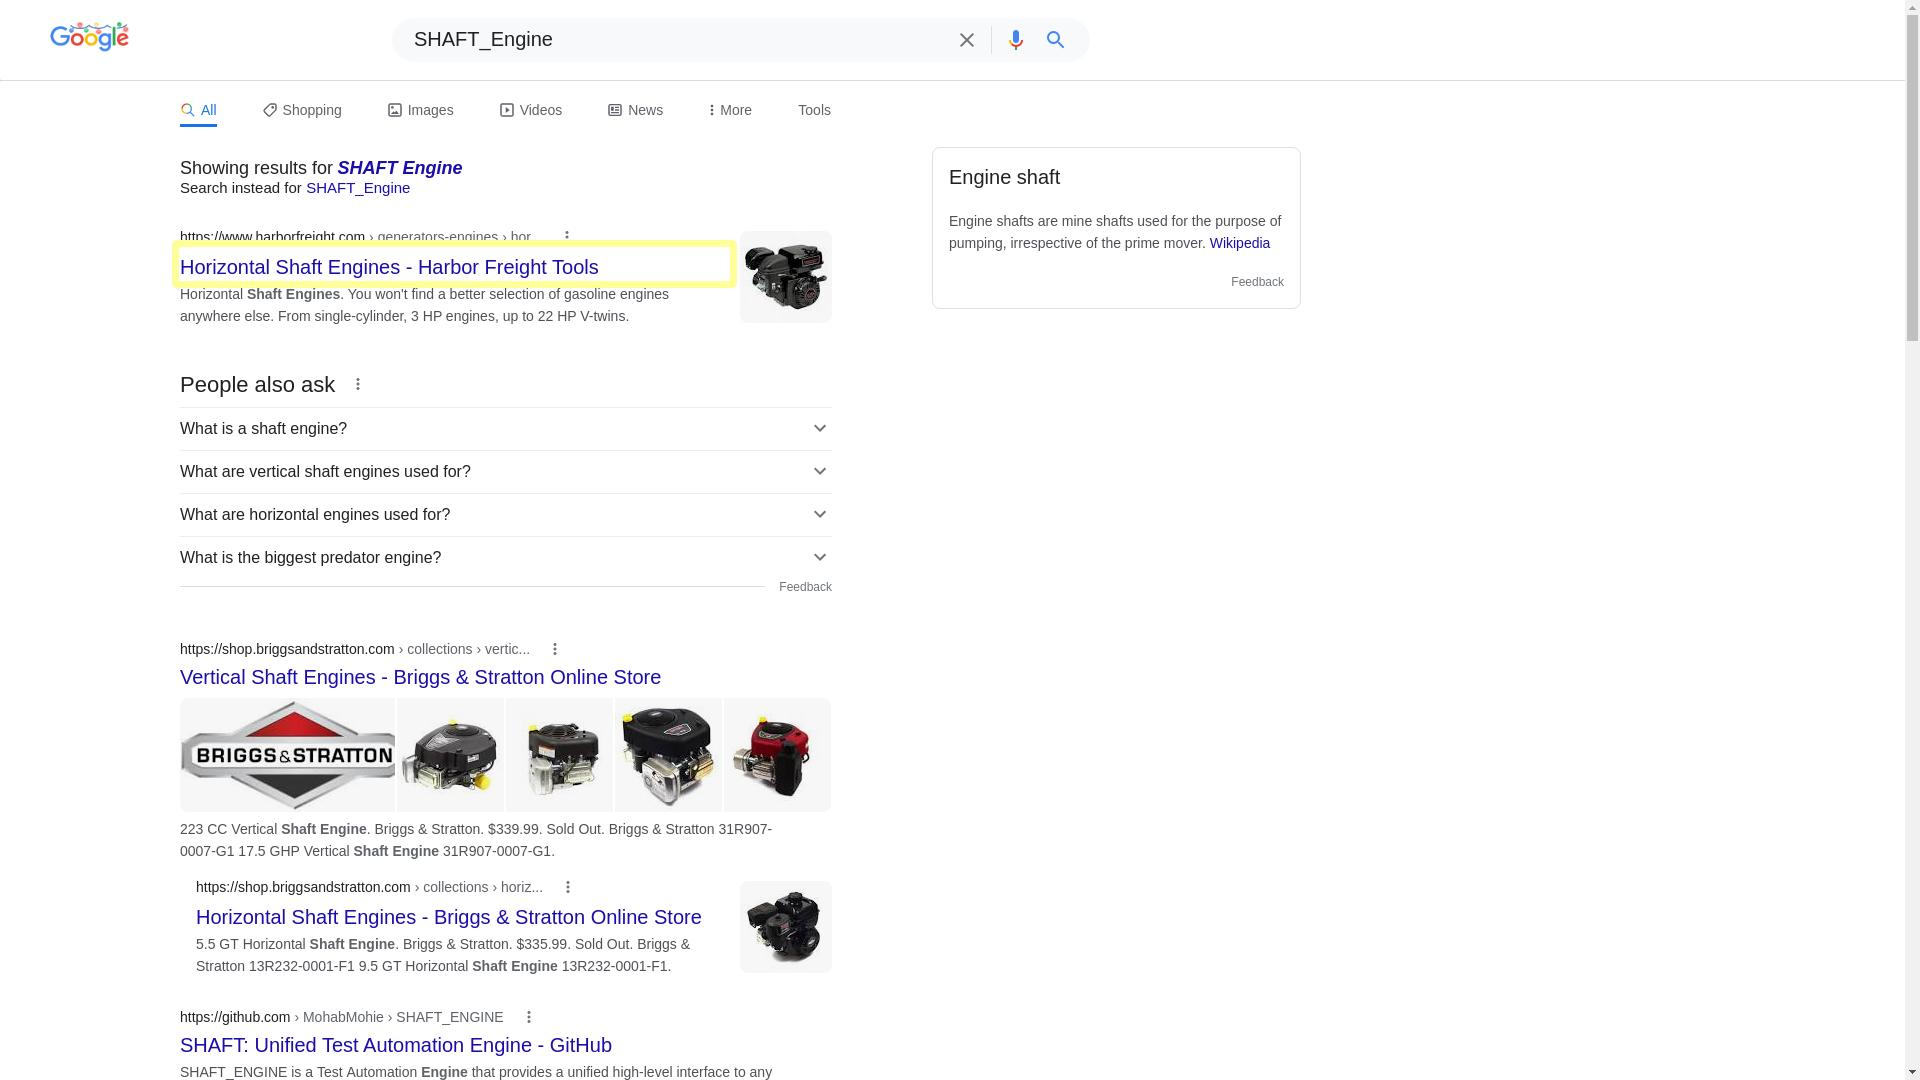 Google
SHAFT_Engine
All
Shopping
Images
Videos
News
More
Tools
Showing results for SHAFT Engine
Search instead for SHAFT_Engine
https://www.harborfreight.com › generators-engines › hor...
Horizontal Shaft Engines - Harbor Freight Tools
Horizontal Shaft Engines. You won't find a better selection of gasoline engines
anywhere else. From single-cylinder, 3 HP engines, up to 22 HP V-twins.
Engine shaft
Engine shafts are mine shafts used for the purpose of
pumping, irrespective of the prime mover. Wikipedia
Feedback
People also ask
What is a shaft engine?
What are vertical shaft engines used for?
What are horizontal engines used for?
What is the biggest predator engine?
Feedback
https://shop.briggsandstratton.com › collections › vertic...
Vertical Shaft Engines - Briggs & Stratton Online Store
BRIGGS&STRATTON
223 CC Vertical Shaft Engine. Briggs & Stratton. $339.99. Sold Out. Briggs & Stratton 31R907-
0007-G1 17.5 GHP Vertical Shaft Engine 31R907-0007-G1.
https://shop.briggsandstratton.com › collections › horiz...
Horizontal Shaft Engines - Briggs & Stratton Online Store
5.5 GT Horizontal Shaft Engine. Briggs & Stratton. $335.99. Sold Out. Briggs &
Stratton 13R232-0001-F1 9.5 GT Horizontal Shaft Engine 13R232-0001-F1.
https://github.com › MohabMohie › SHAFT_ENGINE
SHAFT: Unified Test Automation Engine - GitHub
SHAFT_ENGINE is a Test Automation Engine that provides a unified high-level interface to any